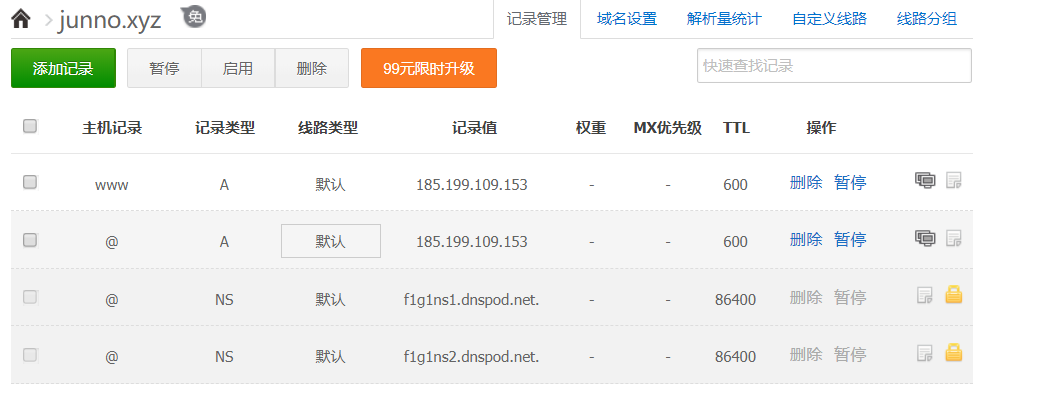 junno.xyz 免 记录管理 域名设置 解析量统计 自定义线路 线路分组
添加记录 暂停 启用 删除 99元限时升级 快速查找记录
主机记录 记录类型 线路类型 记录值 权重 MX优先级 TTL 操作
www A 默认 185.199.109.153 - - 600 删除 暂停
@ A 默认 185.199.109.153 - - 600 删除 暂停
@ NS 默认 f1g1ns1.dnspod.net. - - 86400 删除 暂停
@ NS 默认 f1g1ns2.dnspod.net. - - 86400 删除 暂停